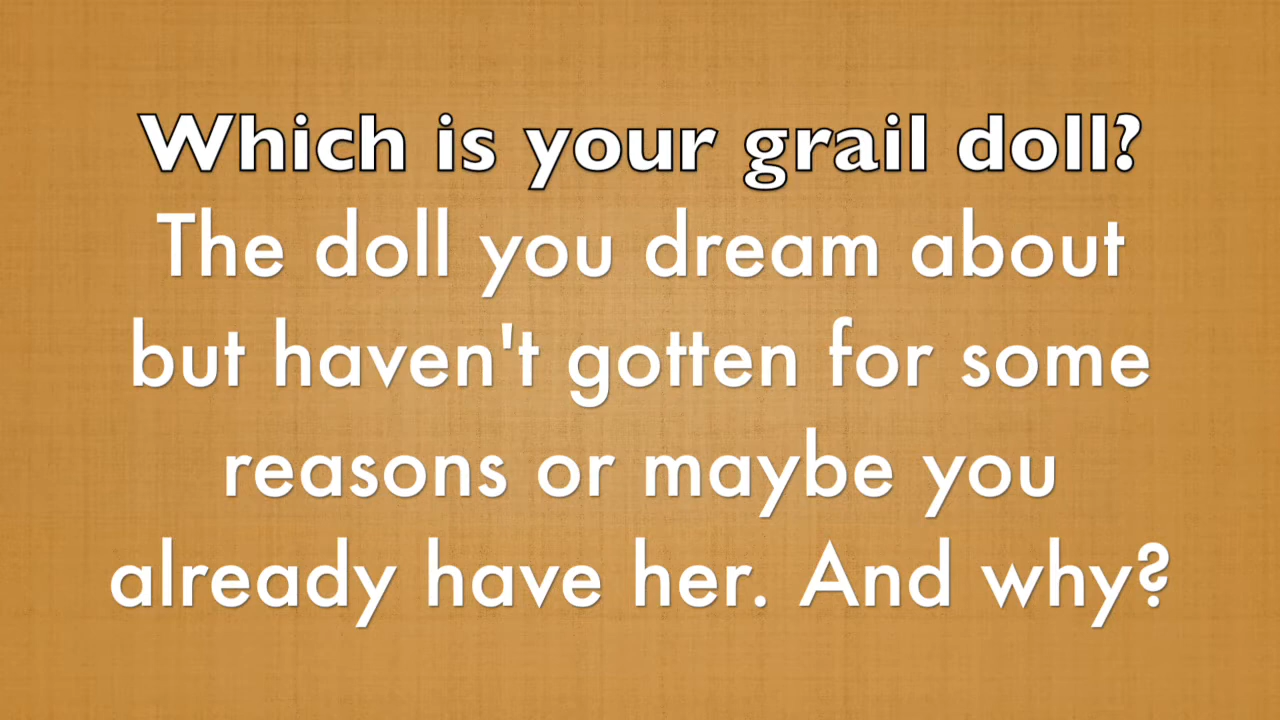 Which is your grail doll?
The doll you dream about
but haven't gotten for some
reasons or maybe you
already have her. And why?